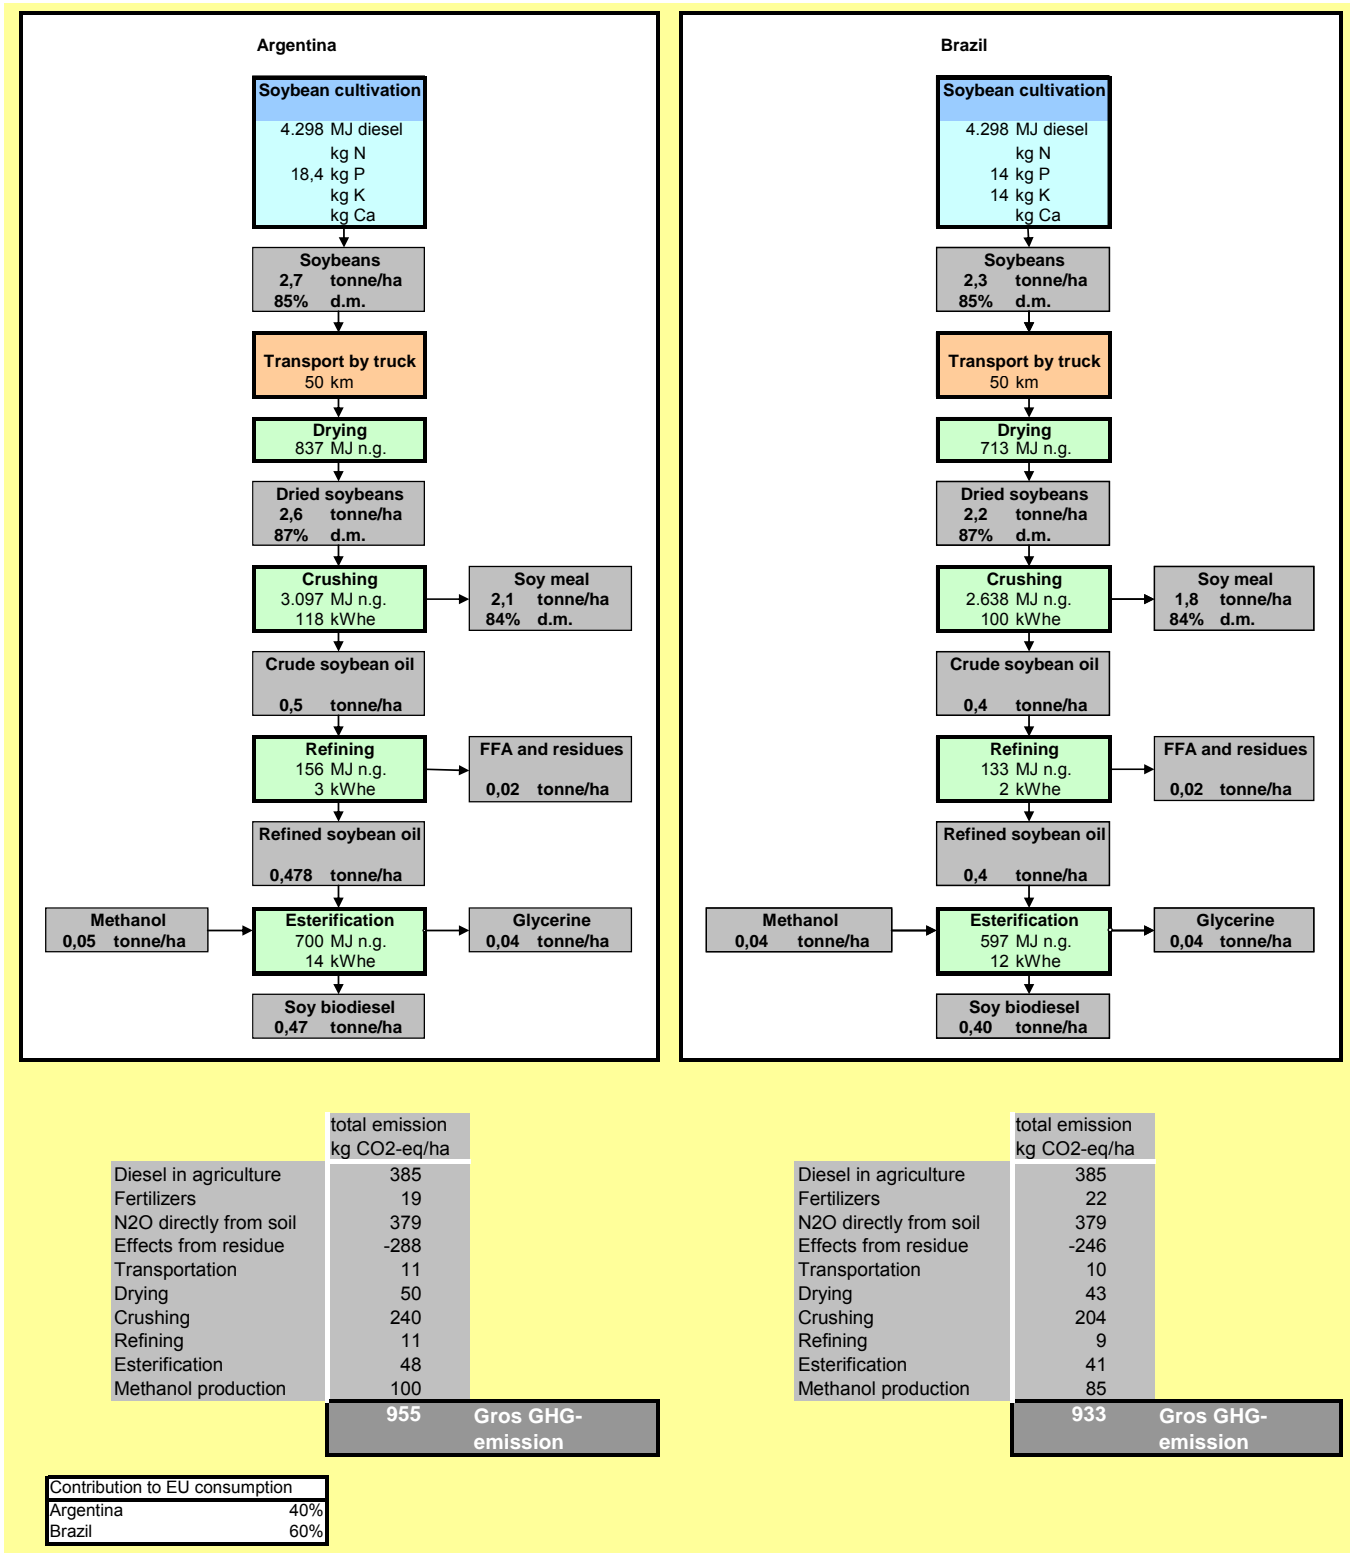 Argentina
Soybean cultivation
4.298 MJ diesel
kg N
18,4 kg P
kg K
kg Ca
Soybeans
2,7 tonne/ha
85% d.m.
Transport by truck
50 km
Drying
837 MJ n.g.
Dried soybeans
2,6 tonne/ha
87% d.m.
Crushing
3.097 MJ n.g.
118 kWhe
Soy meal
2,1 tonne/ha
84% d.m.
Crude soybean oil
0,5 tonne/ha
Refining
156 MJ n.g.
3 kWhe
FFA and residues
0,02 tonne/ha
Refined soybean oil
0,478 tonne/ha
Methanol
0,05 tonne/ha
Esterification
700 MJ n.g.
14 kWhe
Glycerine
0,04 tonne/ha
Soy biodiesel
0,47 tonne/ha
Brazil
Soybean cultivation
4.298 MJ diesel
kg N
14 kg P
14 kg K
kg Ca
Soybeans
2,3 tonne/ha
85% d.m.
Transport by truck
50 km
Drying
713 MJ n.g.
Dried soybeans
2,2 tonne/ha
87% d.m.
Crushing
2.638 MJ n.g.
100 kWhe
Soy meal
1,8 tonne/ha
84% d.m.
Crude soybean oil
0,4 tonne/ha
Refining
133 MJ n.g.
2 kWhe
FFA and residues
0,02 tonne/ha
Refined soybean oil
0,4 tonne/ha
Methanol
0,04 tonne/ha
Esterification
597 MJ n.g.
12 kWhe
Glycerine
0,04 tonne/ha
Soy biodiesel
0,40 tonne/ha
total emission
kg CO2-eq/ha
Diesel in agriculture 385
Fertilizers 19
N2O directly from soil 379
Effects from residue -288
Transportation 11
Drying 50
Crushing 240
Refining 11
Esterification 48
Methanol production 100
955 Gros GHG-
emission
total emission
kg CO2-eq/ha
Diesel in agriculture 385
Fertilizers 22
N2O directly from soil 379
Effects from residue -246
Transportation 10
Drying 43
Crushing 204
Refining 9
Esterification 41
Methanol production 85
933 Gros GHG-
emission
Contribution to EU consumption
Argentina 40%
Brazil 60%